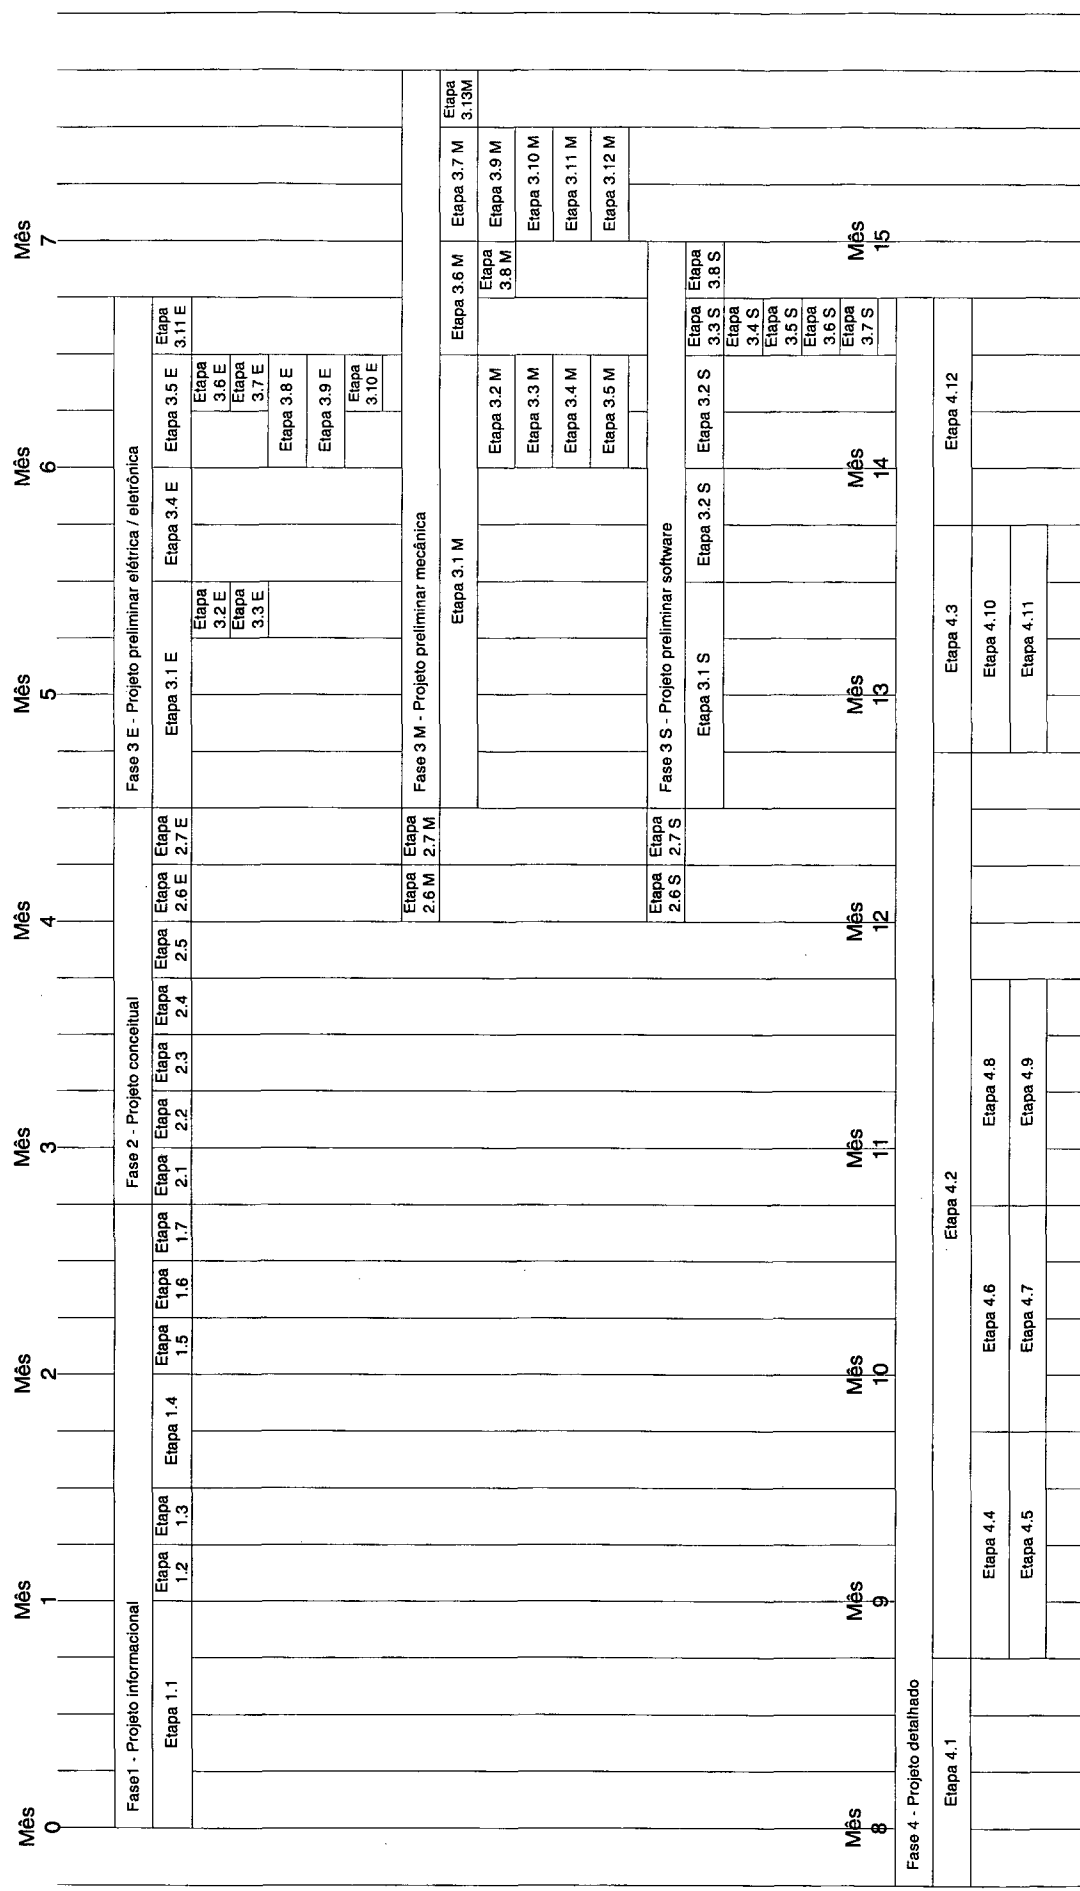 Mês
0
Mês
1
Mês
2
Mês
3
Mês
4
Mês
5
Mês
6
Mês
7
Fase1 - Projeto informacional
Fase 2 - Projeto conceitual
Fase 3 E - Projeto preliminar elétrica / eletrônica
Etapa 1.1
Etapa
1.2
Etapa
1.3
Etapa 1.4
Etapa
1.5
Etapa
1.6
Etapa
1.7
Etapa
2.1
Etapa
2.2
Etapa
2.3
Etapa
2.4
Etapa
2.5
Etapa
2.6 E
Etapa
2.7 E
Etapa 3.1 E
Etapa 3.4 E
Etapa 3.5 E
Etapa
3.11 E
Etapa
3.2 E
Etapa
3.6 E
Etapa
3.3 E
Etapa
3.7 E
Etapa 3.8 E
Etapa 3.9 E
Etapa
3.10 E
Etapa
2.6 M
Etapa
2.7 M
Fase 3 M - Projeto preliminar mecânica
Etapa 3.1 M
Etapa 3.6 M
Etapa 3.7 M
Etapa
3.13M
Etapa 3.2 M
Etapa
3.8 M
Etapa 3.9 M
Etapa 3.3 M
Etapa 3.10 M
Etapa 3.4 M
Etapa 3.11 M
Etapa 3.5 M
Etapa 3.12 M
Etapa
2.6 S
Etapa
2.7 S
Fase 3 S - Projeto preliminar software
Etapa 3.1 S
Etapa 3.2 S
Etapa 3.2 S
Etapa
3.3 S
Etapa
3.8 S
Etapa
3.4 S
Etapa
3.5 S
Etapa
3.6 S
Etapa
3.7 S
Mês
8
Mês
9
Mês
10
Mês
11
Mês
12
Mês
13
Mês
14
Mês
15
Fase 4 - Projeto detalhado
Etapa 4.1
Etapa 4.2
Etapa 4.3
Etapa 4.12
Etapa 4.4
Etapa 4.6
Etapa 4.8
Etapa 4.10
Etapa 4.5
Etapa 4.7
Etapa 4.9
Etapa 4.11